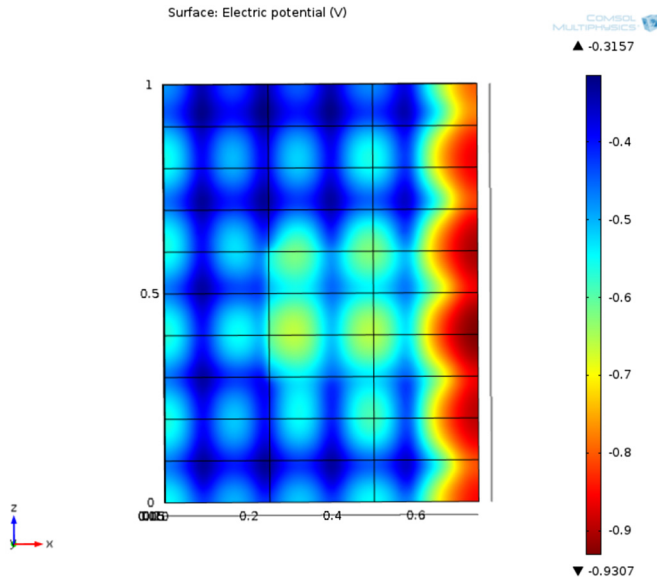 Surface: Electric potential (V)
COMSOL
MULTIPHYSICS
▲ -0.3157
1
-0.4
-0.5
0.5
-0.6
-0.7
-0.8
z
0
0.2
0.4
0.6
-0.9
y
x
▼ -0.9307